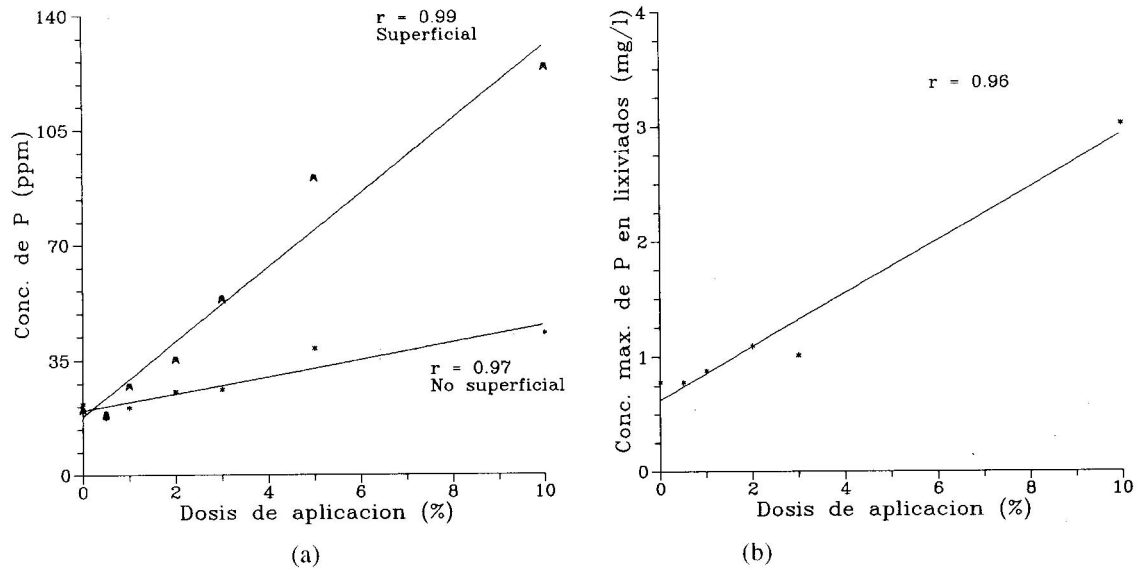 140
105
70
35
0
Conc. de P (ppm)
r = 0.99
Superficial
r = 0.97
No superficial
0 2 4 6 8 10
Dosis de aplicacion (%)
(a)
4
3
2
1
0
Conc. max. de P en lixiviados (mg/l)
r = 0.96
0 2 4 6 8 10
Dosis de aplicacion (%)
(b)